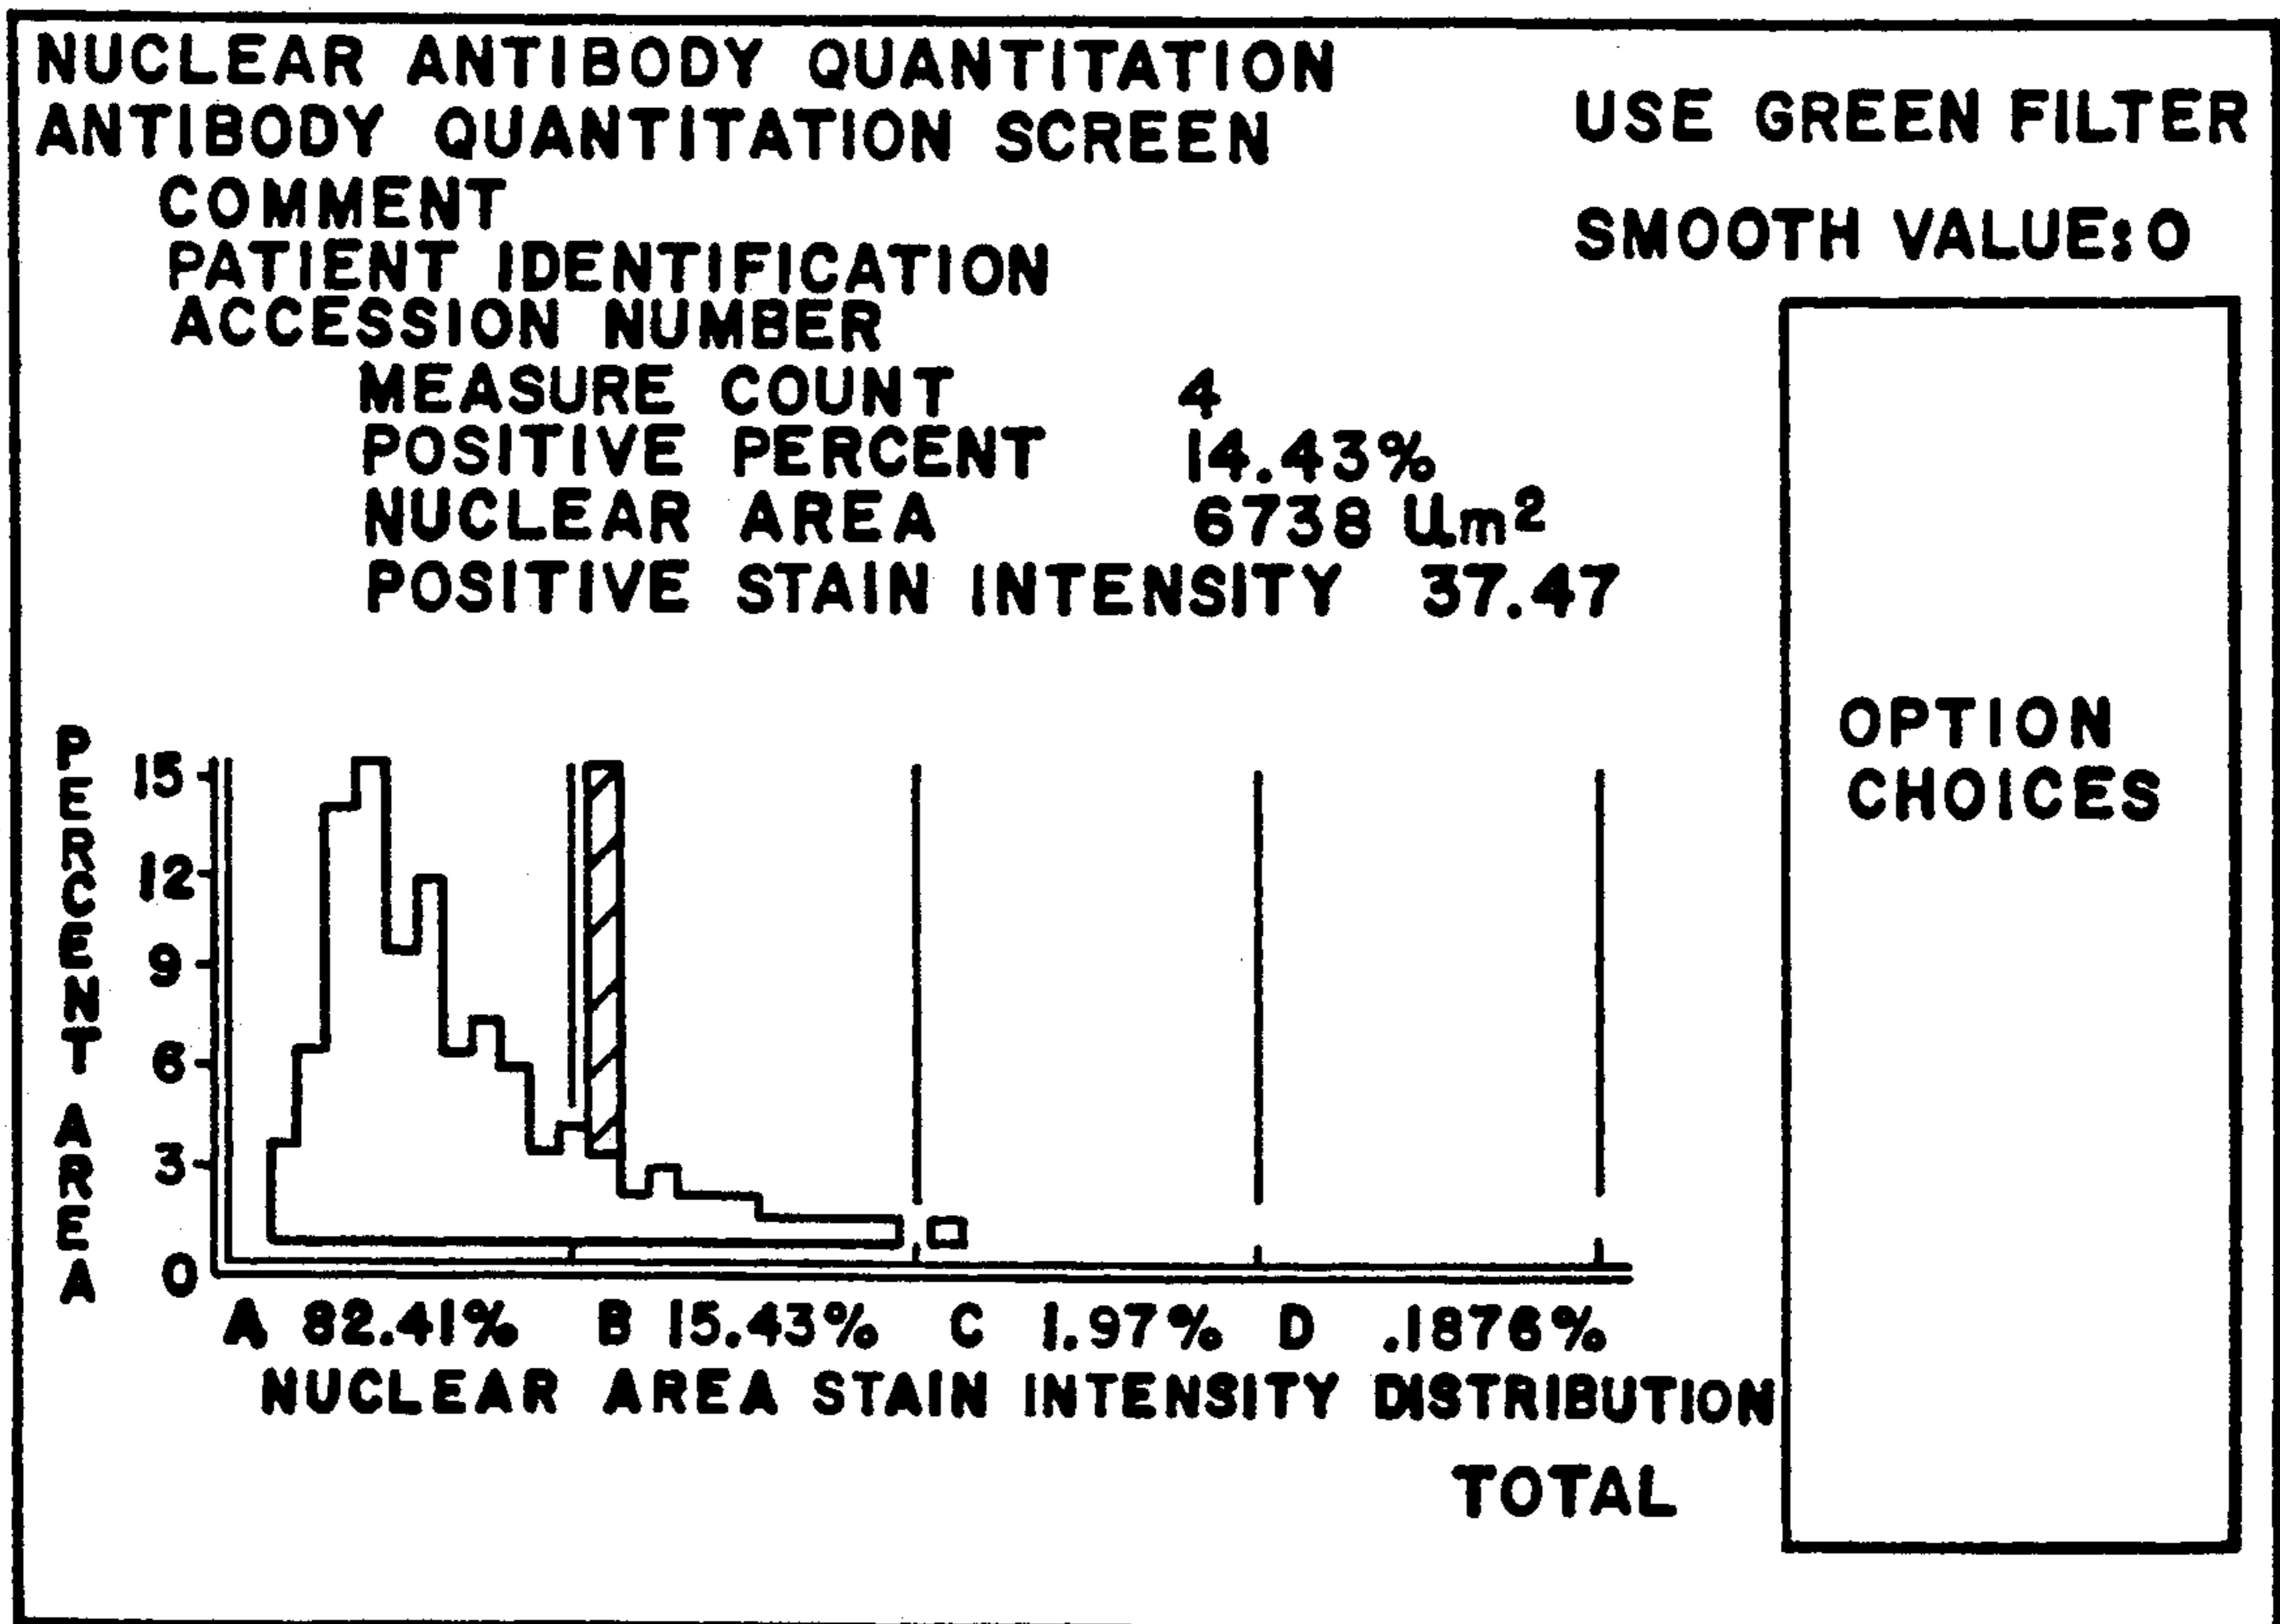 NUCLEAR ANTIBODY QUANTITATION
ANTIBODY QUANTITATION SCREEN
USE GREEN FILTER
COMMENT
SMOOTH VALUE:0
PATIENT IDENTIFICATION
ACCESSION NUMBER
MEASURE COUNT 4
POSITIVE PERCENT 14.43%
NUCLEAR AREA 6738 Um²
POSITIVE STAIN INTENSITY 37.47
OPTION
CHOICES
PERCENT AREA
15
12
9
6
3
0
A 82.41% B 15.43% C 1.97% D .1876%
NUCLEAR AREA STAIN INTENSITY DISTRIBUTION
TOTAL